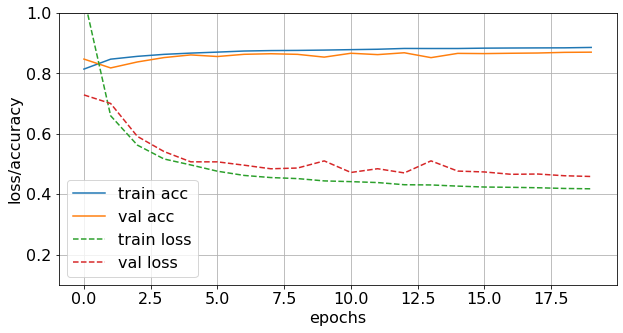 1.0
0.8
0.6
0.4
0.2
loss/accuracy
train acc
val acc
train loss
val loss
0.0 2.5 5.0 7.5 10.0 12.5 15.0 17.5
epochs